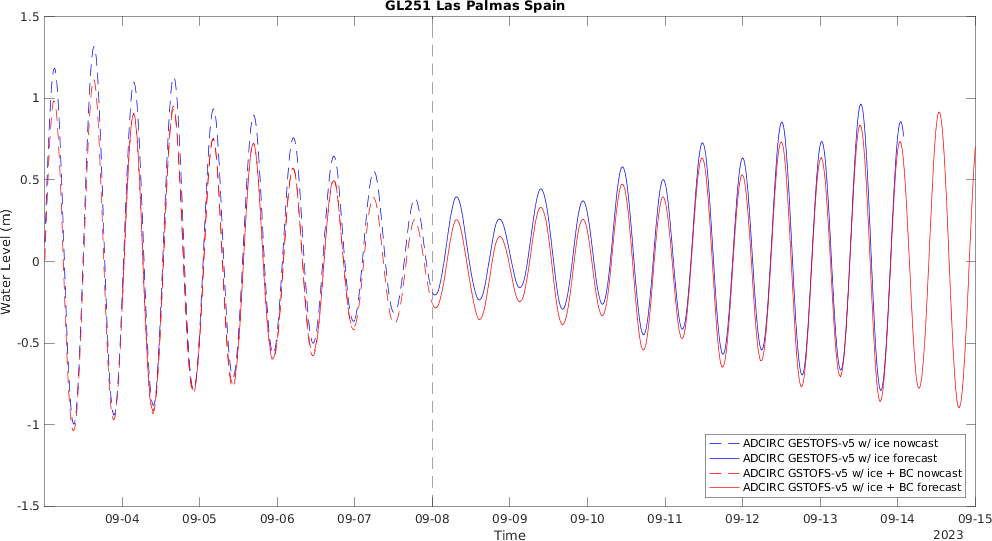 GL251 Las Palmas Spain
1.5
1
0.5
0
-0.5
-1
-1.5
Water Level (m)
09-04 09-05 09-06 09-07 09-08 09-09 09-10 09-11 09-12 09-13 09-14 09-15
Time
2023
ADCIRC GESTOFS-v5 w/ ice nowcast
ADCIRC GESTOFS-v5 w/ ice forecast
ADCIRC GSTOFS-v5 w/ ice + BC nowcast
ADCIRC GSTOFS-v5 w/ ice + BC forecast